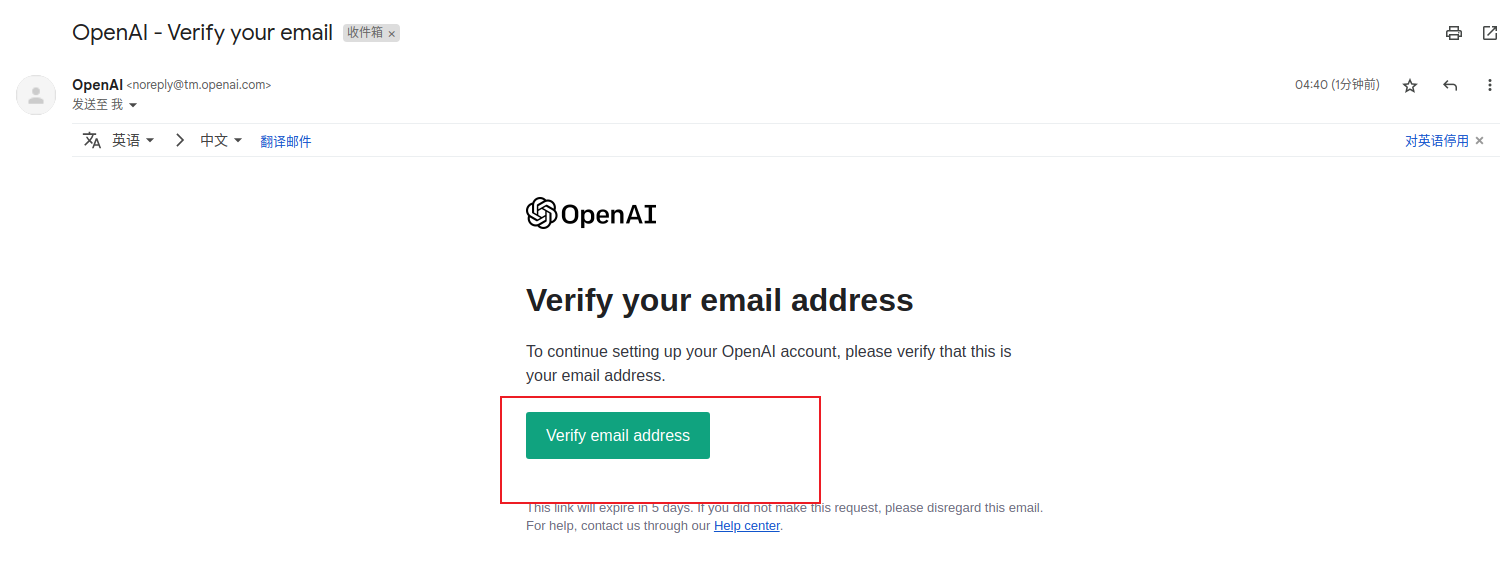 OpenAI - Verify your email 收件箱 ×
OpenAI <noreply@tm.openai.com> 04:40 (1分钟前)
发送至 我
英语 中文 翻译邮件 对英语停用 ×
OpenAI
Verify your email address
To continue setting up your OpenAI account, please verify that this is
your email address.
Verify email address
This link will expire in 5 days. If you did not make this request, please disregard this email.
For help, contact us through our Help center.